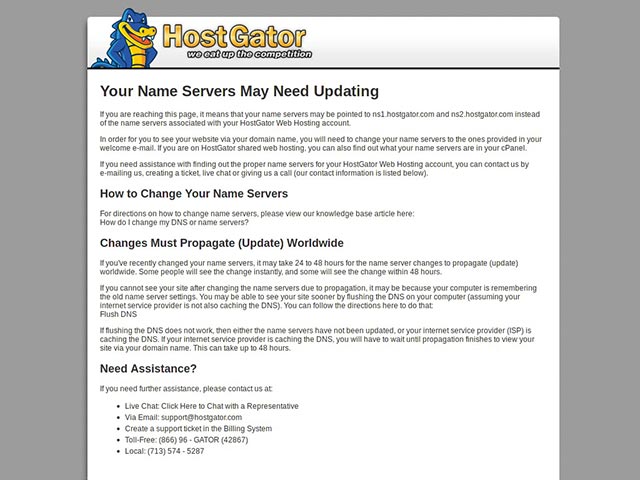 HostGator
we eat up the competition
Your Name Servers May Need Updating
If you are reaching this page, it means that your name servers may be pointed to ns1.hostgator.com and ns2.hostgator.com instead
of the name servers associated with your HostGator Web Hosting account.
In order for you to see your website via your domain name, you will need to change your name servers to the ones provided in your
welcome e-mail. If you are on HostGator shared web hosting, you can also find out what your name servers are in your cPanel.
If you need assistance with finding out the proper name servers for your HostGator Web Hosting account, you can contact us by
e-mailing us, creating a ticket, live chat or giving us a call (our contact information is listed below).
How to Change Your Name Servers
For directions on how to change name servers, please view our knowledge base article here:
How do I change my DNS or name servers?
Changes Must Propagate (Update) Worldwide
If you've recently changed your name servers, it may take 24 to 48 hours for the name server changes to propagate (update)
worldwide. Some people will see the change instantly, and some will see the change within 48 hours.
If you cannot see your site after changing the name servers due to propagation, it may be because your computer is remembering
the old name server settings. You may be able to see your site sooner by flushing the DNS on your computer (assuming your
internet service provider is not also caching the DNS). You can follow the directions here to do that:
Flush DNS
If flushing the DNS does not work, then either the name servers have not been updated, or your internet service provider (ISP) is
caching the DNS. If your internet service provider is caching the DNS, you will have to wait until propagation finishes to view your
site via your domain name. This can take up to 48 hours.
Need Assistance?
If you need further assistance, please contact us at:
• Live Chat: Click Here to Chat with a Representative
• Via Email: support@hostgator.com
• Create a support ticket in the Billing System
• Toll-Free: (866) 96 - GATOR (42867)
• Local: (713) 574 - 5287